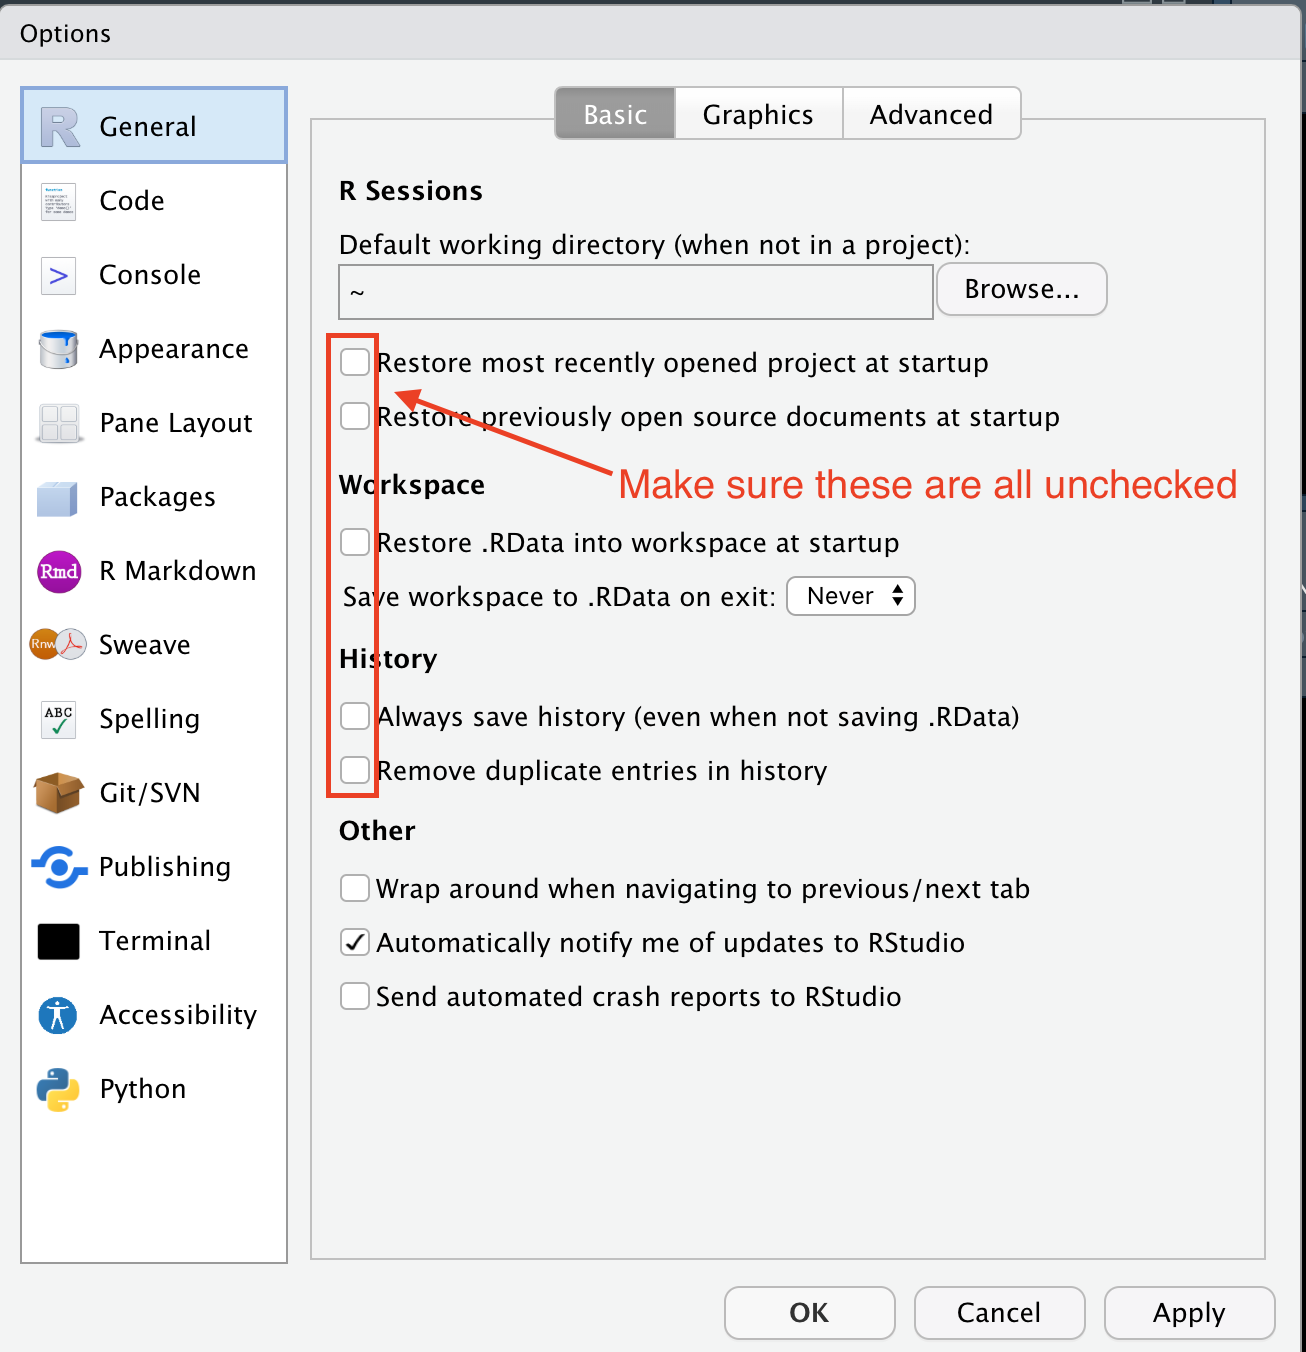 Options
General
Code
Console
Appearance
Pane Layout
Packages
Rmd R Markdown
Rnw Sweave
ABC Spelling
Git/SVN
Publishing
Terminal
Accessibility
Python
Basic Graphics Advanced
R Sessions
Default working directory (when not in a project):
~ Browse...
Restore most recently opened project at startup
Restore previously open source documents at startup
Make sure these are all unchecked
Workspace
Restore .RData into workspace at startup
Save workspace to .RData on exit: Never
History
Always save history (even when not saving .RData)
Remove duplicate entries in history
Other
Wrap around when navigating to previous/next tab
Automatically notify me of updates to RStudio
Send automated crash reports to RStudio
OK Cancel Apply